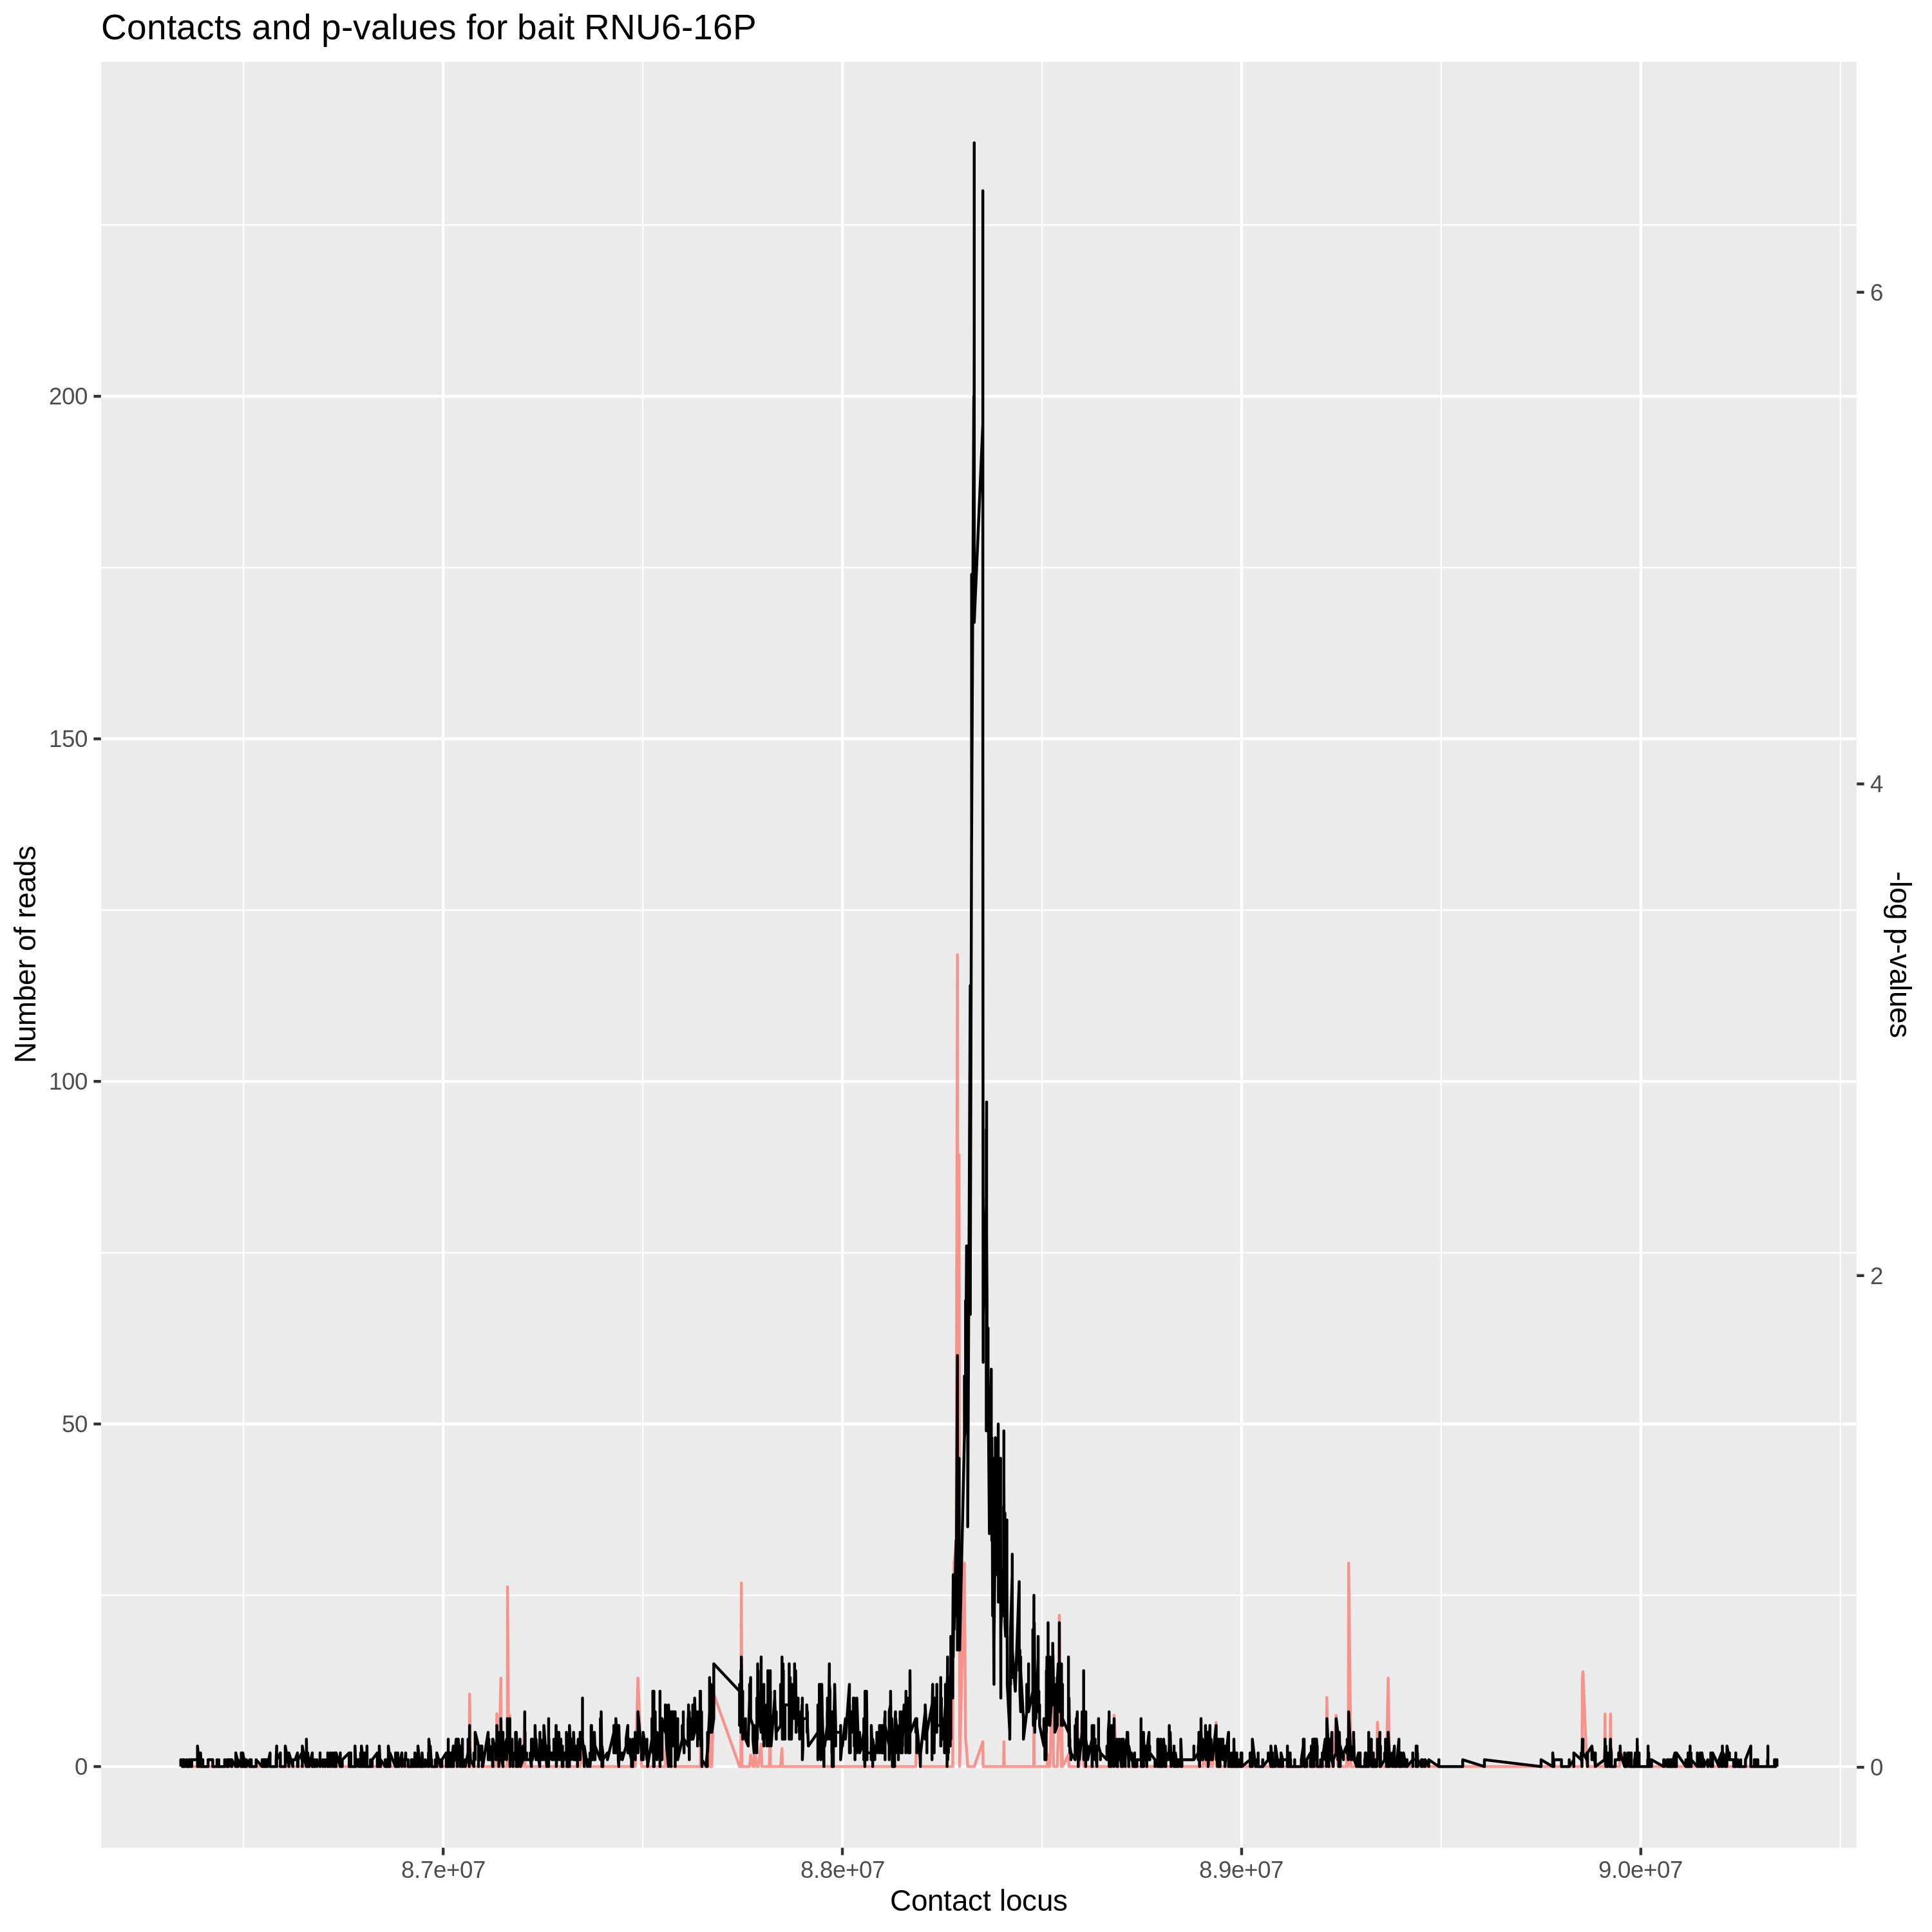 Contacts and p-values for bait RNU6-16P
Number of reads
200
150
100
50
0
6
4
2
0
-log p-values
8.7e+07
8.8e+07
8.9e+07
9.0e+07
Contact locus